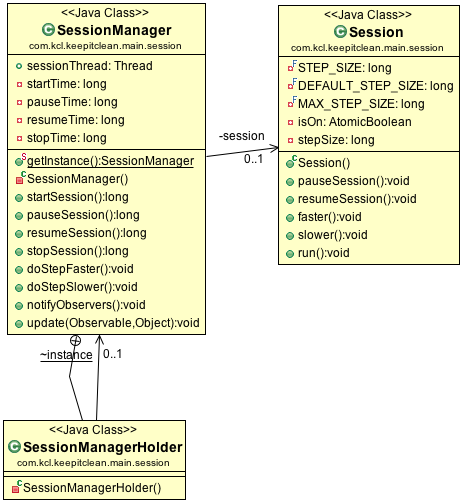 <<Java Class>>
SessionManager
com.kcl.keepitclean.main.session
sessionThread: Thread
startTime: long
pauseTime: long
resumeTime: long
stopTime: long
getInstance():SessionManager
SessionManager()
startSession():long
pauseSession():long
resumeSession():long
stopSession():long
doStepFaster():void
doStepSlower():void
notifyObservers():void
update(Observable,Object):void
-session
0..1
<<Java Class>>
Session
com.kcl.keepitclean.main.session
STEP_SIZE: long
DEFAULT_STEP_SIZE: long
MAX_STEP_SIZE: long
isOn: AtomicBoolean
stepSize: long
Session()
pauseSession():void
resumeSession():void
faster():void
slower():void
run():void
~instance
0..1
<<Java Class>>
SessionManagerHolder
com.kcl.keepitclean.main.session
SessionManagerHolder()